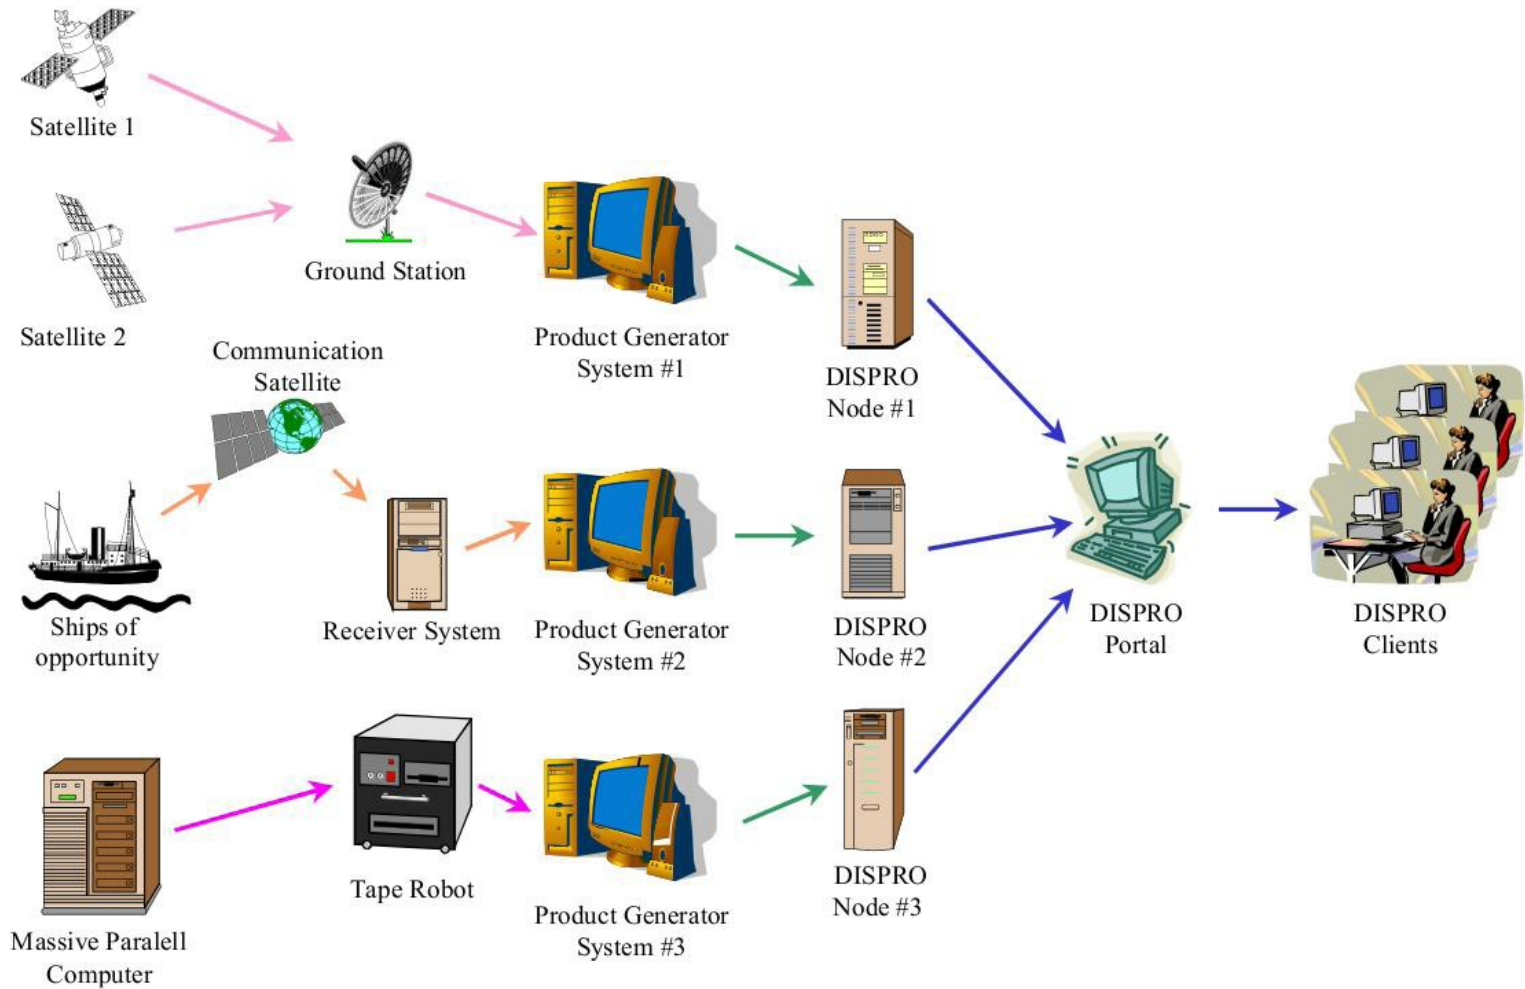 Satellite 1
Ground Station
Satellite 2
Product Generator
System #1
Communication
Satellite
DISPRO
Node #1
Ships of
opportunity
Receiver System
Product Generator
System #2
DISPRO
Node #2
DISPRO
Portal
DISPRO
Clients
Massive Paralell
Computer
Tape Robot
Product Generator
System #3
DISPRO
Node #3